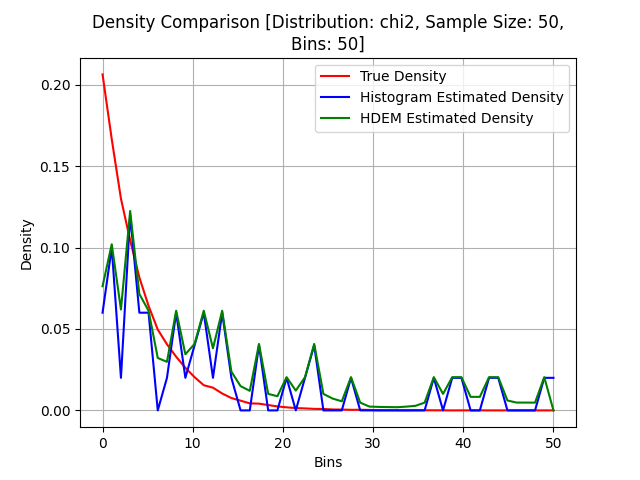 Density Comparison [Distribution: chi2, Sample Size: 50,
Bins: 50]
True Density
Histogram Estimated Density
HDEM Estimated Density
Density
0.20
0.15
0.10
0.05
0.00
0 10 20 30 40 50
Bins